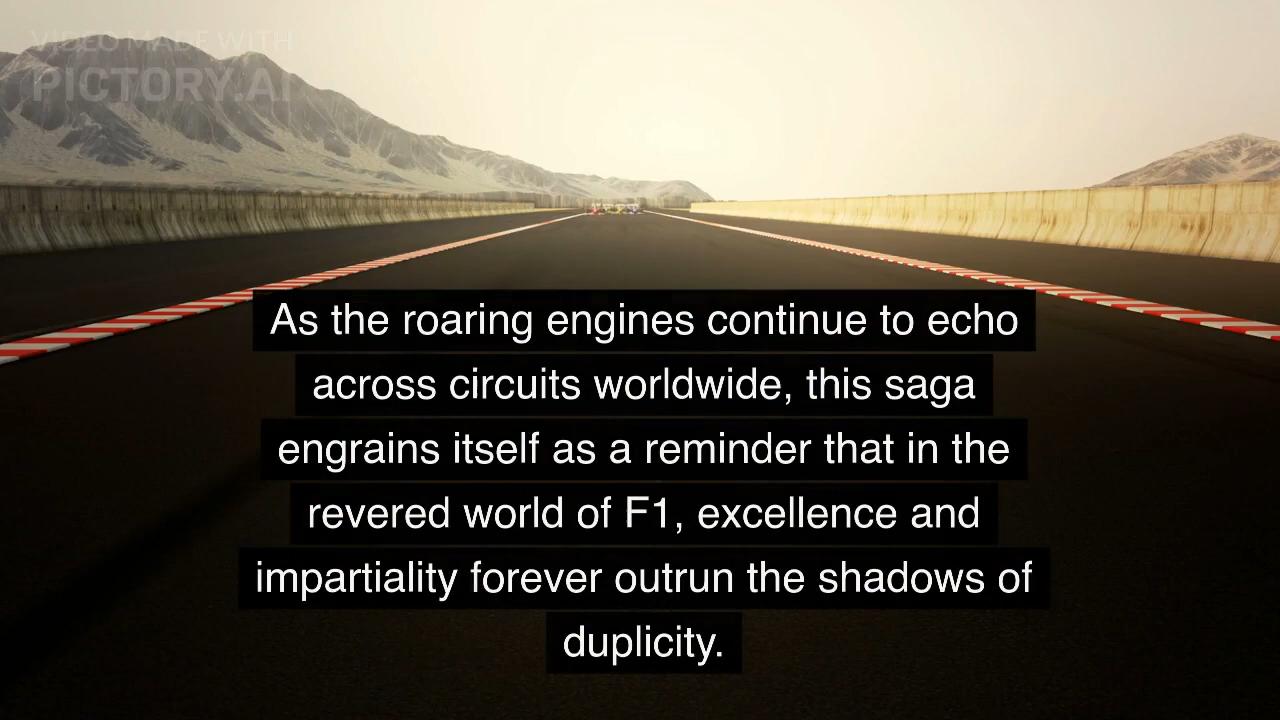 VIDEO MADE WITH
PICTORY.AI
As the roaring engines continue to echo
across circuits worldwide, this saga
engrains itself as a reminder that in the
revered world of F1, excellence and
impartiality forever outrun the shadows of
duplicity.